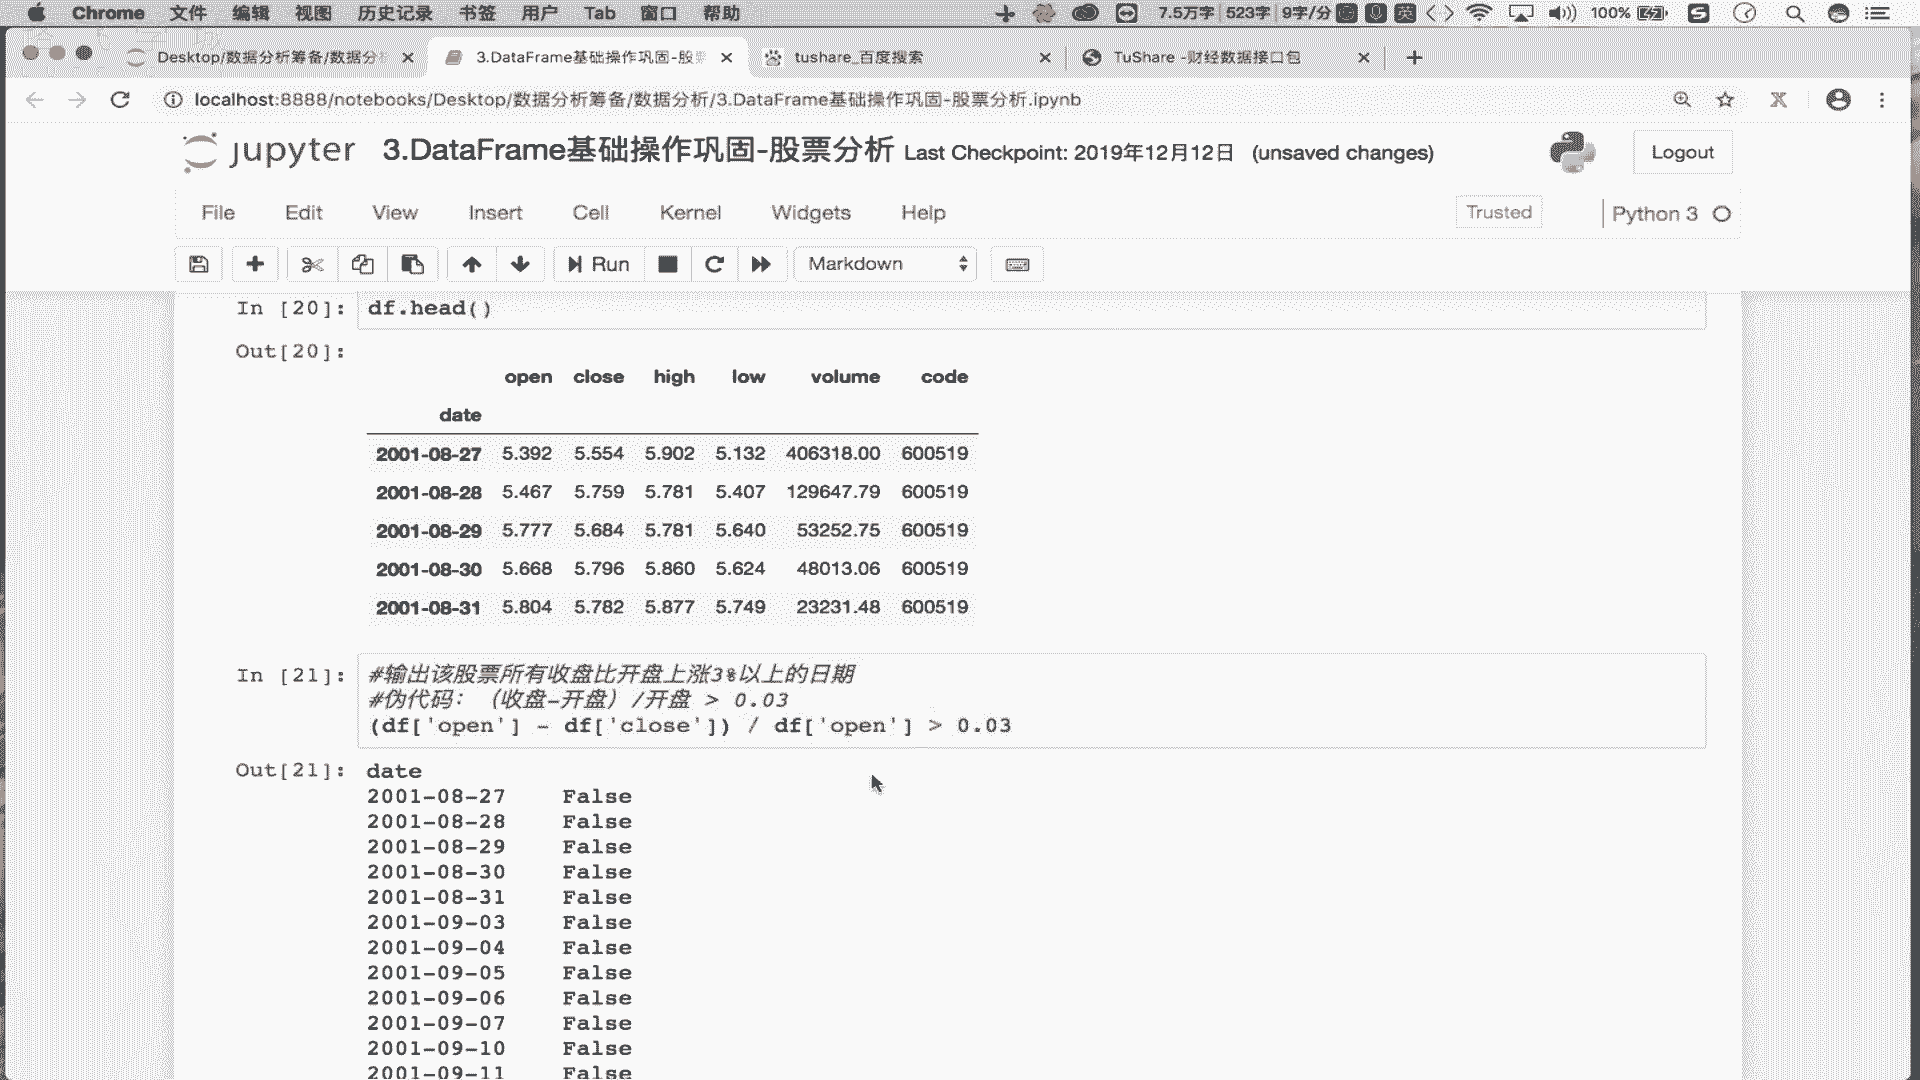 Chrome 文件 编辑 视图 历史记录 书签 用户 Tab 窗口 帮助 7.5万字 523字 9字/分 英 100%
Desktop/数据分析筹备/数据分析 3.DataFrame基础操作巩固-股票 tushare_百度搜索 TuShare -财经数据接口包
localhost:8888/notebooks/Desktop/数据分析筹备/数据分析/3.DataFrame基础操作巩固-股票分析.ipynb
jupyter 3.DataFrame基础操作巩固-股票分析 Last Checkpoint: 2019年12月12日 (unsaved changes) Logout
File Edit View Insert Cell Kernel Widgets Help Trusted Python 3
Run Markdown
In [20]: df.head()
Out[20]:
open close high low volume code
date
2001-08-27 5.392 5.554 5.902 5.132 406318.00 600519
2001-08-28 5.467 5.759 5.781 5.407 129647.79 600519
2001-08-29 5.777 5.684 5.781 5.640 53252.75 600519
2001-08-30 5.668 5.796 5.860 5.624 48013.06 600519
2001-08-31 5.804 5.782 5.877 5.749 23231.48 600519
In [21]: #输出该股票所有收盘比开盘上涨3%以上的日期
#伪代码：（收盘-开盘）/开盘 > 0.03
(df['open'] - df['close']) / df['open'] > 0.03
Out[21]: date
2001-08-27 False
2001-08-28 False
2001-08-29 False
2001-08-30 False
2001-08-31 False
2001-09-03 False
2001-09-04 False
2001-09-05 False
2001-09-06 False
2001-09-07 False
2001-09-10 False
2001-09-11 False